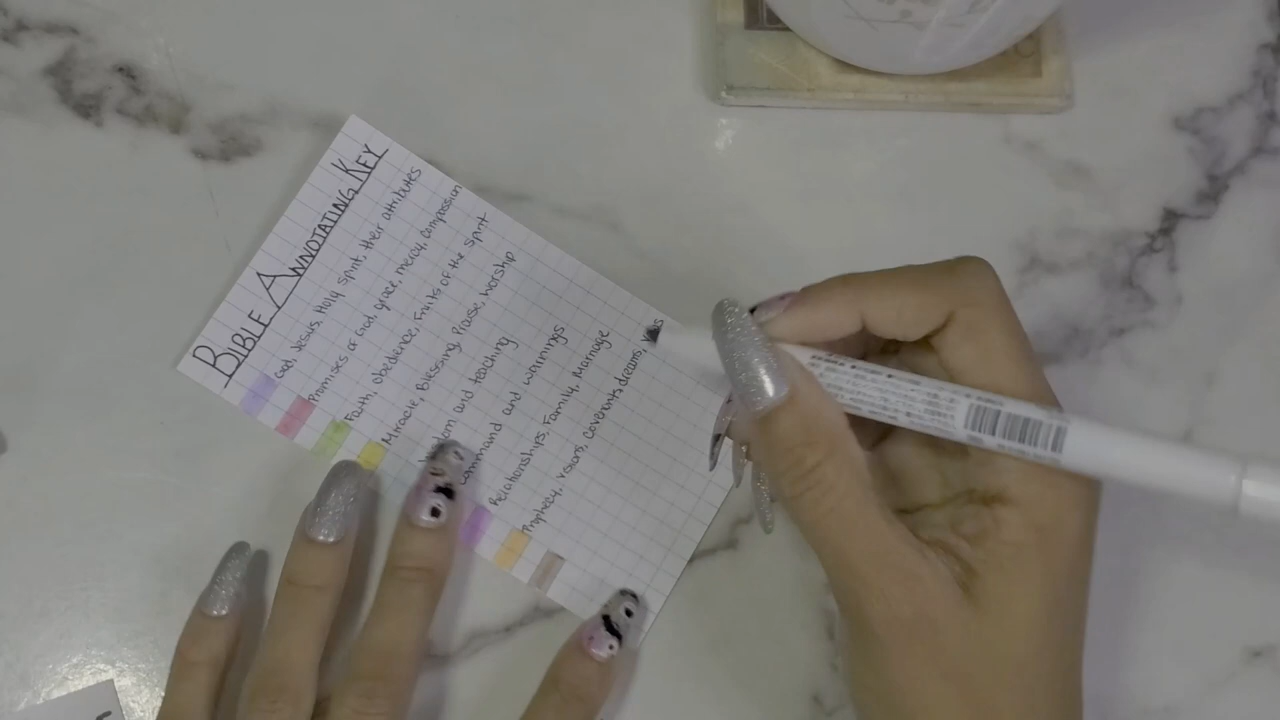 BIBLE ANNOTATING KEY
God, Jesus, Holy Spirit, their attributes
Promises of God, grace, mercy, compassion
Faith, obedience, Fruits of the Spirit
Miracle, Blessing, Praise, Worship
and teaching
and warnings
Relationships, Family, Marriage
Prophecy, visions, covenants dreams,